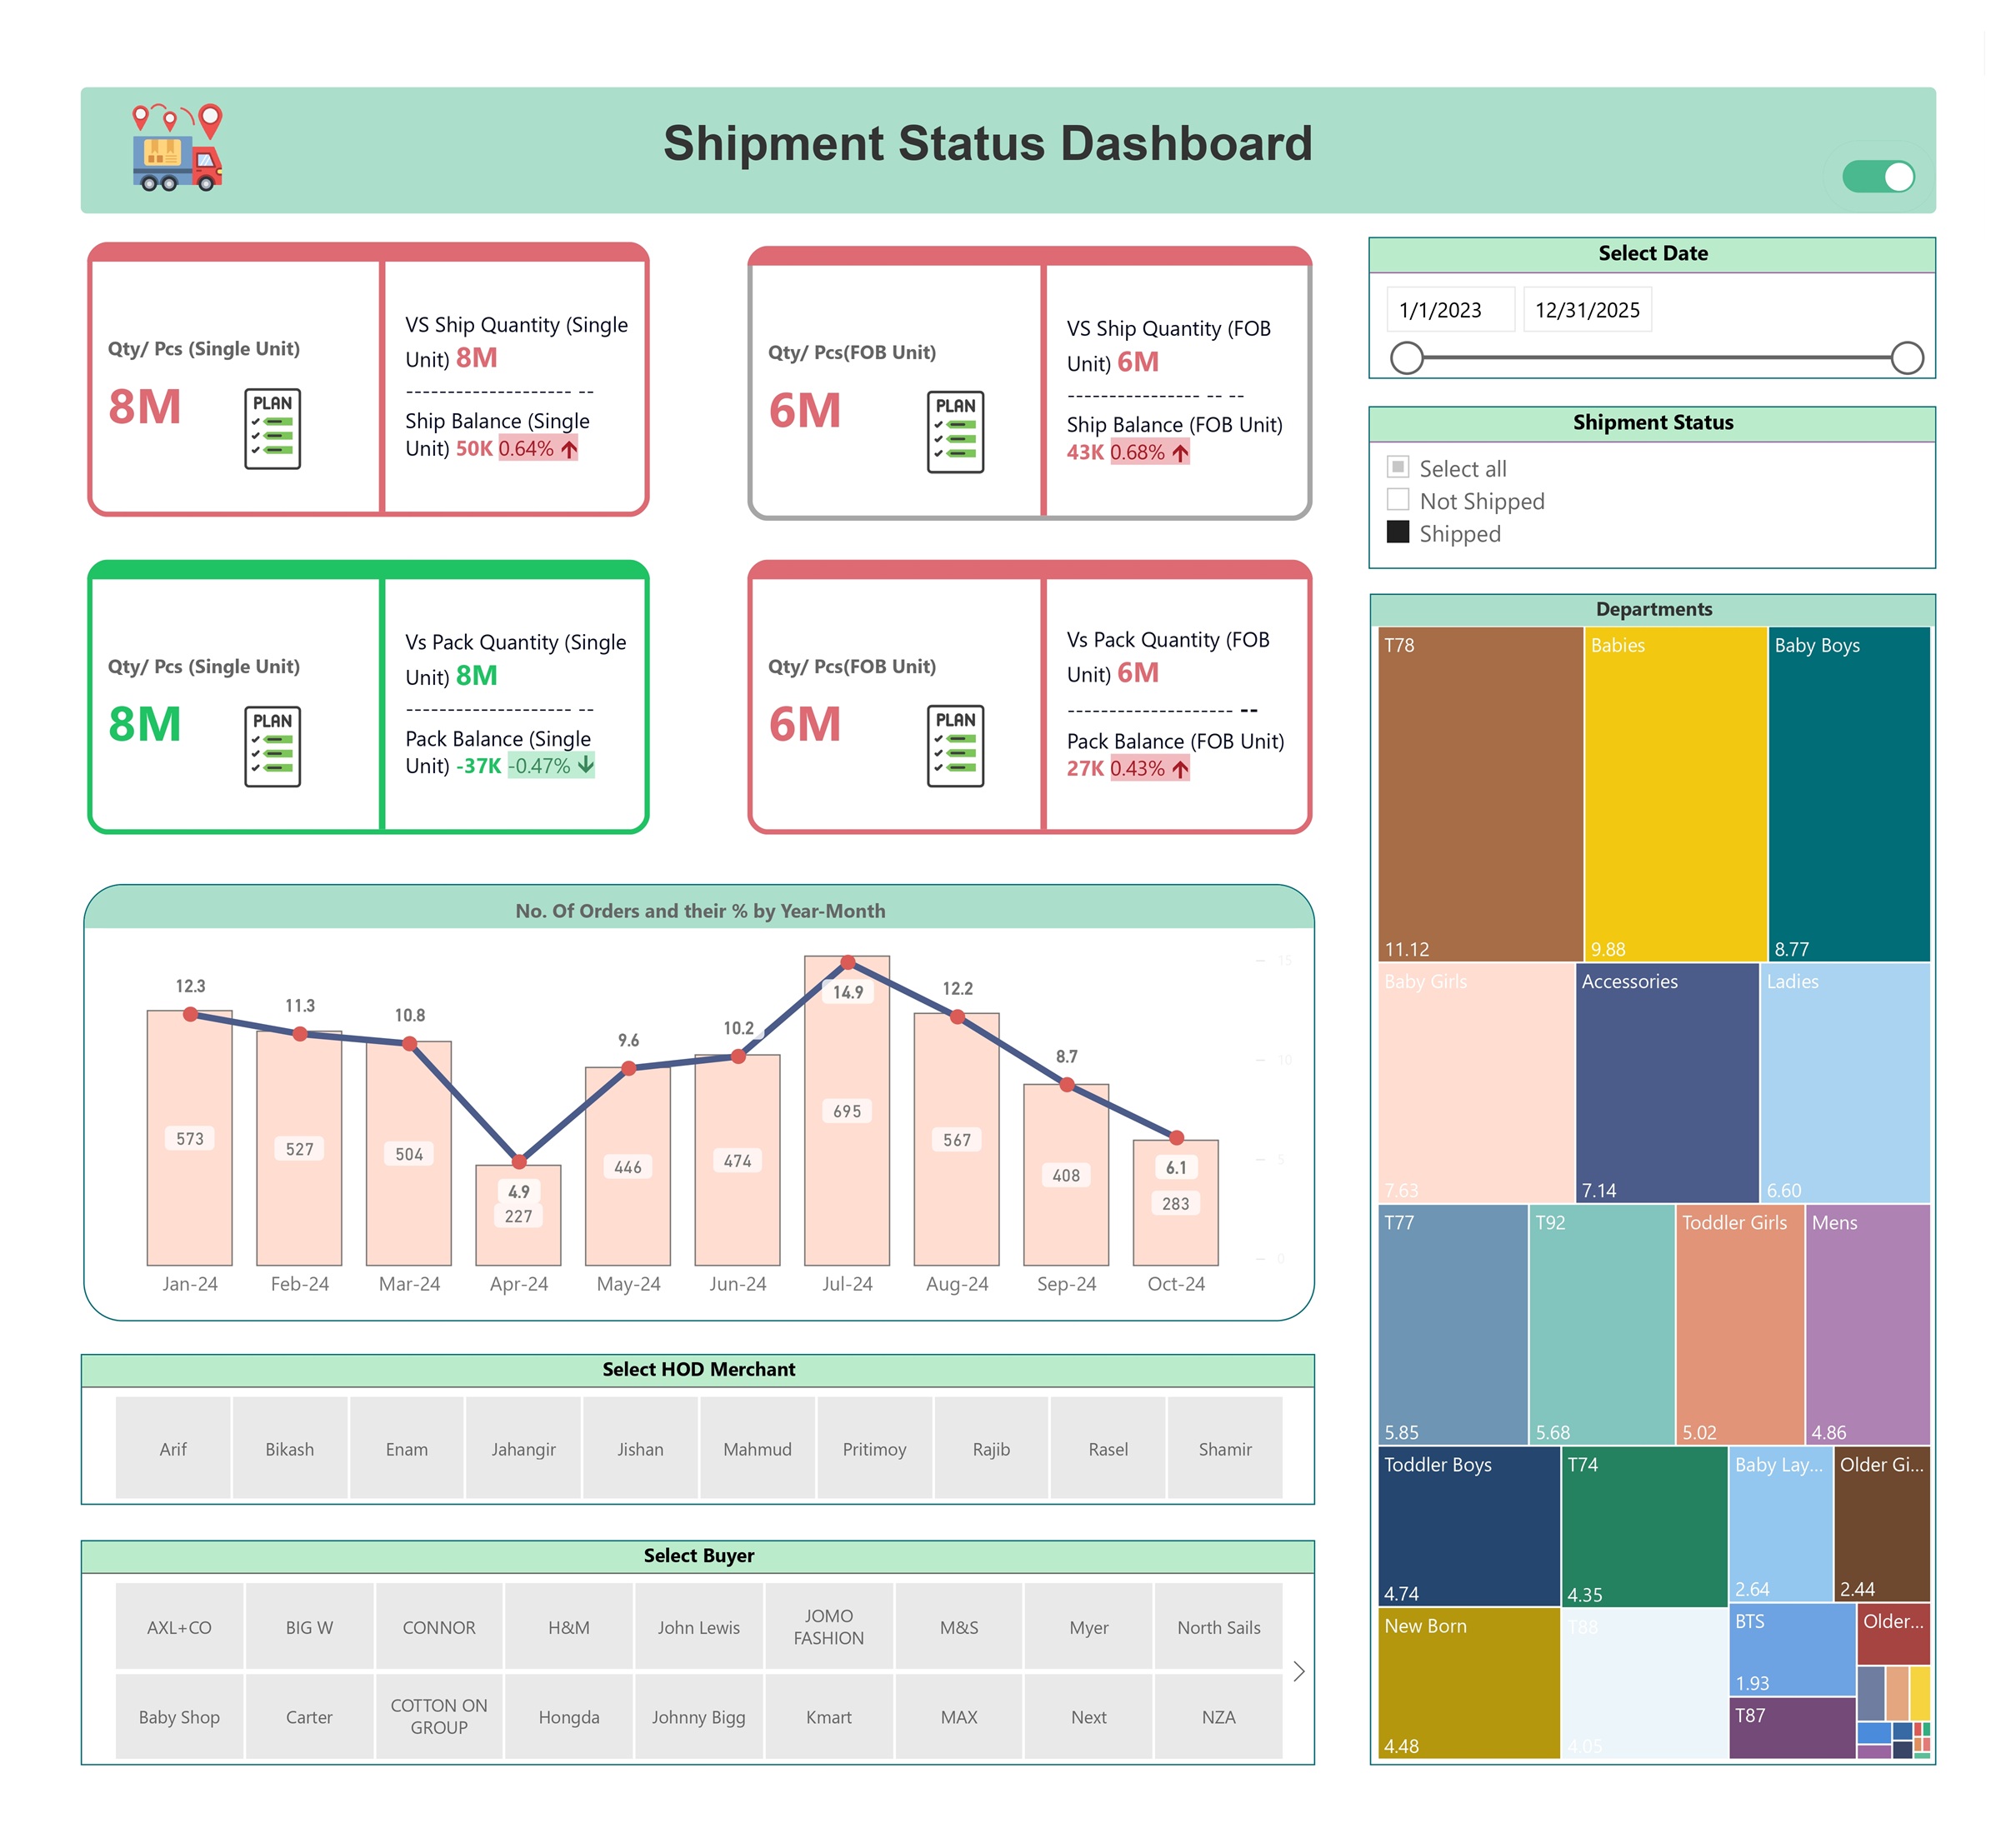 Shipment Status Dashboard
Qty/ Pcs (Single Unit)
8M
PLAN
VS Ship Quantity (Single
Unit) 8M
-------------------- --
Ship Balance (Single
Unit) 50K 0.64%
Qty/ Pcs(FOB Unit)
6M
PLAN
VS Ship Quantity (FOB
Unit) 6M
---------------- -- --
Ship Balance (FOB Unit)
43K 0.68%
Select Date
1/1/2023 12/31/2025
Shipment Status
Select all
Not Shipped
Shipped
Qty/ Pcs (Single Unit)
8M
PLAN
Vs Pack Quantity (Single
Unit) 8M
-------------------- --
Pack Balance (Single
Unit) -37K -0.47%
Qty/ Pcs(FOB Unit)
6M
PLAN
Vs Pack Quantity (FOB
Unit) 6M
-------------------- --
Pack Balance (FOB Unit)
27K 0.43%
No. Of Orders and their % by Year-Month
12.3 11.3 10.8 4.9 9.6 10.2 14.9 12.2 8.7 6.1
573 527 504 227 446 474 695 567 408 283
15
10
5
0
Jan-24 Feb-24 Mar-24 Apr-24 May-24 Jun-24 Jul-24 Aug-24 Sep-24 Oct-24
Select HOD Merchant
Arif Bikash Enam Jahangir Jishan Mahmud Pritimoy Rajib Rasel Shamir
Select Buyer
AXL+CO BIG W CONNOR H&M John Lewis JOMO
FASHION M&S Myer North Sails
Baby Shop Carter COTTON ON
GROUP Hongda Johnny Bigg Kmart MAX Next NZA
Departments
T78 Babies Baby Boys
11.12 9.88 8.77
Baby Girls Accessories Ladies
7.63 7.14 6.60
T77 T92 Toddler Girls Mens
5.85 5.68 5.02 4.86
Toddler Boys T74 Baby Lay... Older Gi...
4.74 4.35 2.64 2.44
New Born T88 BTS Older...
1.93
T87
4.48 4.05